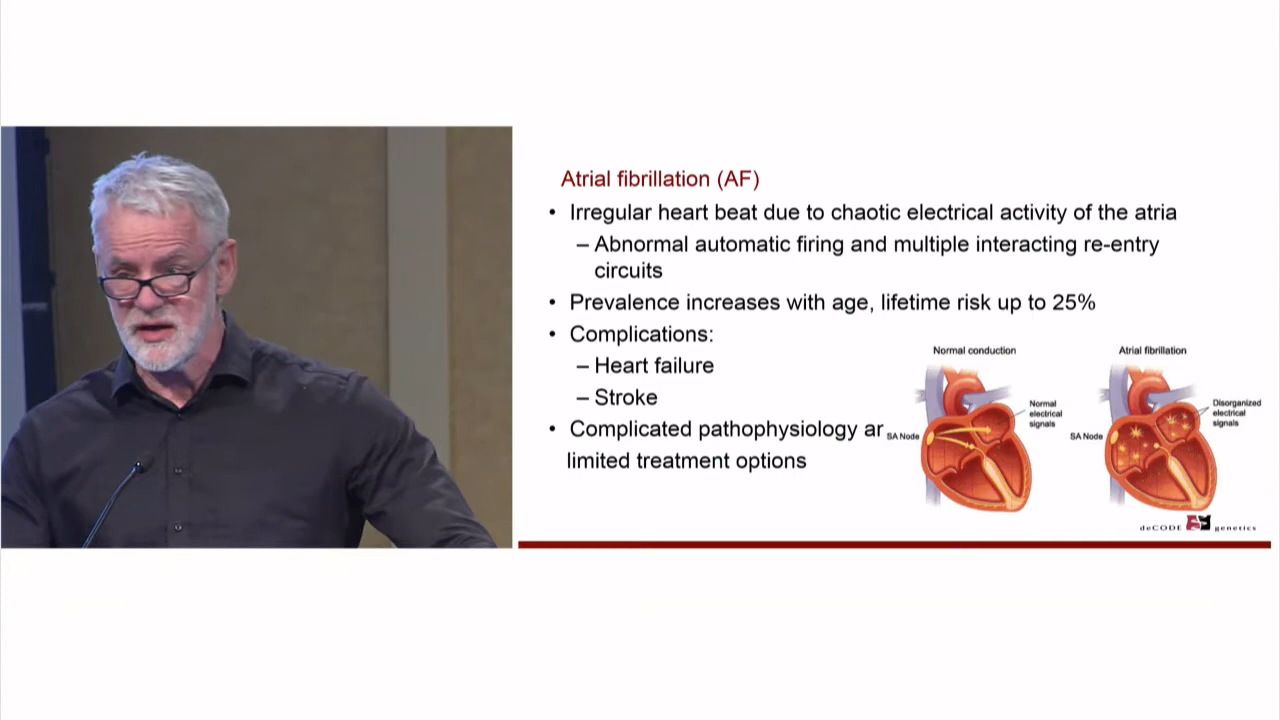 Atrial fibrillation (AF)
• Irregular heart beat due to chaotic electrical activity of the atria
– Abnormal automatic firing and multiple interacting re-entry
circuits
• Prevalence increases with age, lifetime risk up to 25%
• Complications:
– Heart failure
– Stroke
• Complicated pathophysiology ar
limited treatment options
Normal conduction
Normal
electrical
signals
SA Node
Atrial fibrillation
Disorganized
electrical
signals
SA Node
deCODE genetics